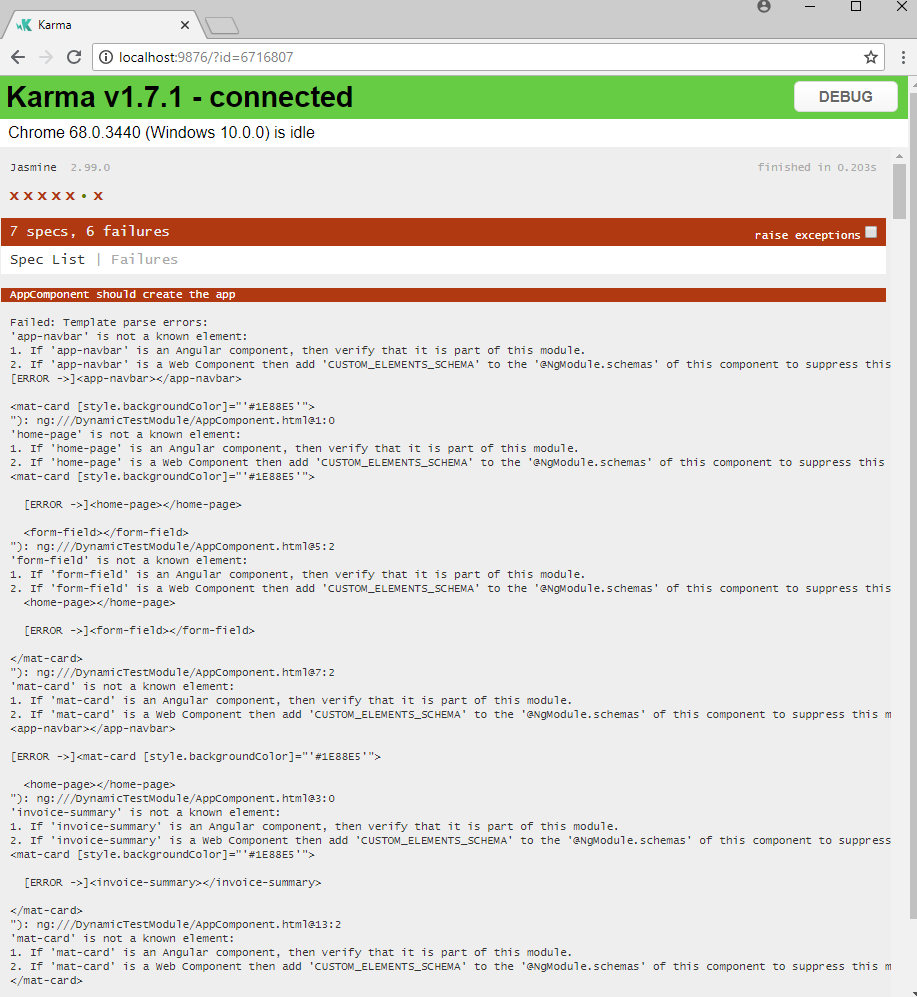 Karma
localhost:9876/?id=6716807
Karma v1.7.1 - connected
DEBUG
Chrome 68.0.3440 (Windows 10.0.0) is idle
Jasmine 2.99.0
finished in 0.203s
x x x x x • x
7 specs, 6 failures
raise exceptions
Spec List | Failures
AppComponent should create the app
Failed: Template parse errors:
'app-navbar' is not a known element:
1. If 'app-navbar' is an Angular component, then verify that it is part of this module.
2. If 'app-navbar' is a Web Component then add 'CUSTOM_ELEMENTS_SCHEMA' to the '@NgModule.schemas' of this component to suppress this
[ERROR ->]<app-navbar></app-navbar>
<mat-card [style.backgroundColor]="'#1E88E5'">
"): ng:///DynamicTestModule/AppComponent.html@1:0
'home-page' is not a known element:
1. If 'home-page' is an Angular component, then verify that it is part of this module.
2. If 'home-page' is a Web Component then add 'CUSTOM_ELEMENTS_SCHEMA' to the '@NgModule.schemas' of this component to suppress this
<mat-card [style.backgroundColor]="'#1E88E5'">
[ERROR ->]<home-page></home-page>
<form-field></form-field>
"): ng:///DynamicTestModule/AppComponent.html@5:2
'form-field' is not a known element:
1. If 'form-field' is an Angular component, then verify that it is part of this module.
2. If 'form-field' is a Web Component then add 'CUSTOM_ELEMENTS_SCHEMA' to the '@NgModule.schemas' of this component to suppress this
<home-page></home-page>
[ERROR ->]<form-field></form-field>
</mat-card>
"): ng:///DynamicTestModule/AppComponent.html@7:2
'mat-card' is not a known element:
1. If 'mat-card' is an Angular component, then verify that it is part of this module.
2. If 'mat-card' is a Web Component then add 'CUSTOM_ELEMENTS_SCHEMA' to the '@NgModule.schemas' of this component to suppress this m
<app-navbar></app-navbar>
[ERROR ->]<mat-card [style.backgroundColor]="'#1E88E5'">
<home-page></home-page>
"): ng:///DynamicTestModule/AppComponent.html@3:0
'invoice-summary' is not a known element:
1. If 'invoice-summary' is an Angular component, then verify that it is part of this module.
2. If 'invoice-summary' is a Web Component then add 'CUSTOM_ELEMENTS_SCHEMA' to the '@NgModule.schemas' of this component to suppress
<mat-card [style.backgroundColor]="'#1E88E5'">
[ERROR ->]<invoice-summary></invoice-summary>
</mat-card>
"): ng:///DynamicTestModule/AppComponent.html@13:2
'mat-card' is not a known element:
1. If 'mat-card' is an Angular component, then verify that it is part of this module.
2. If 'mat-card' is a Web Component then add 'CUSTOM_ELEMENTS_SCHEMA' to the '@NgModule.schemas' of this component to suppress this m
</mat-card>